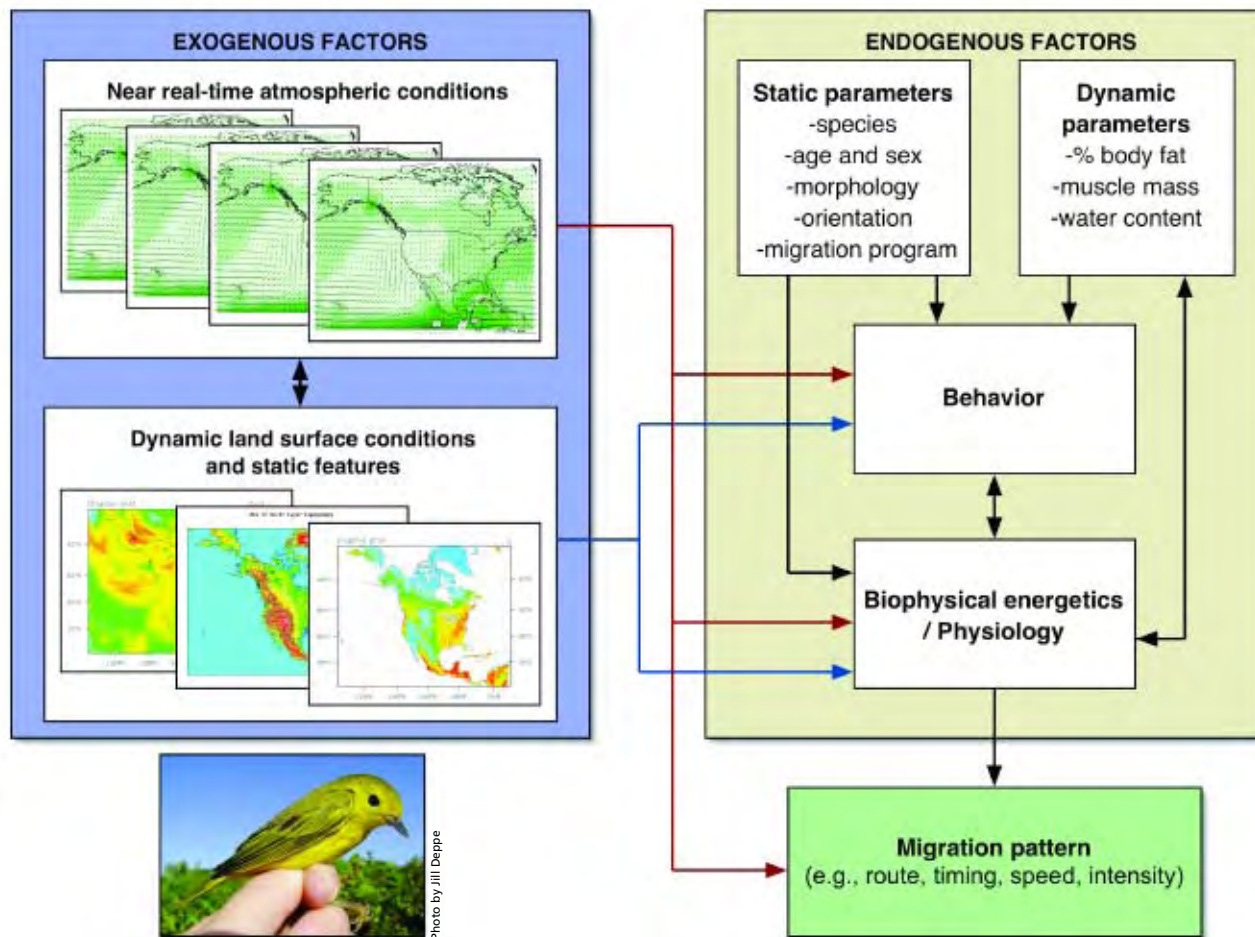 EXOGENOUS FACTORS
Near real-time atmospheric conditions
Dynamic land surface conditions
and static features
Photo by Jill Deppe
ENDOGENOUS FACTORS
Static parameters
-species
-age and sex
-morphology
-orientation
-migration program
Dynamic
parameters
-% body fat
-muscle mass
-water content
Behavior
Biophysical energetics
/ Physiology
Migration pattern
(e.g., route, timing, speed, intensity)